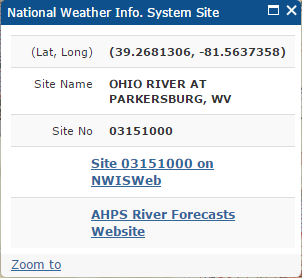 National Weather Info. System Site
(Lat, Long) (39.2681306, -81.5637358)
Site Name OHIO RIVER AT
PARKERSBURG, WV
Site No 03151000
Site 03151000 on
NWISWeb
AHPS River Forecasts
Website
Zoom to